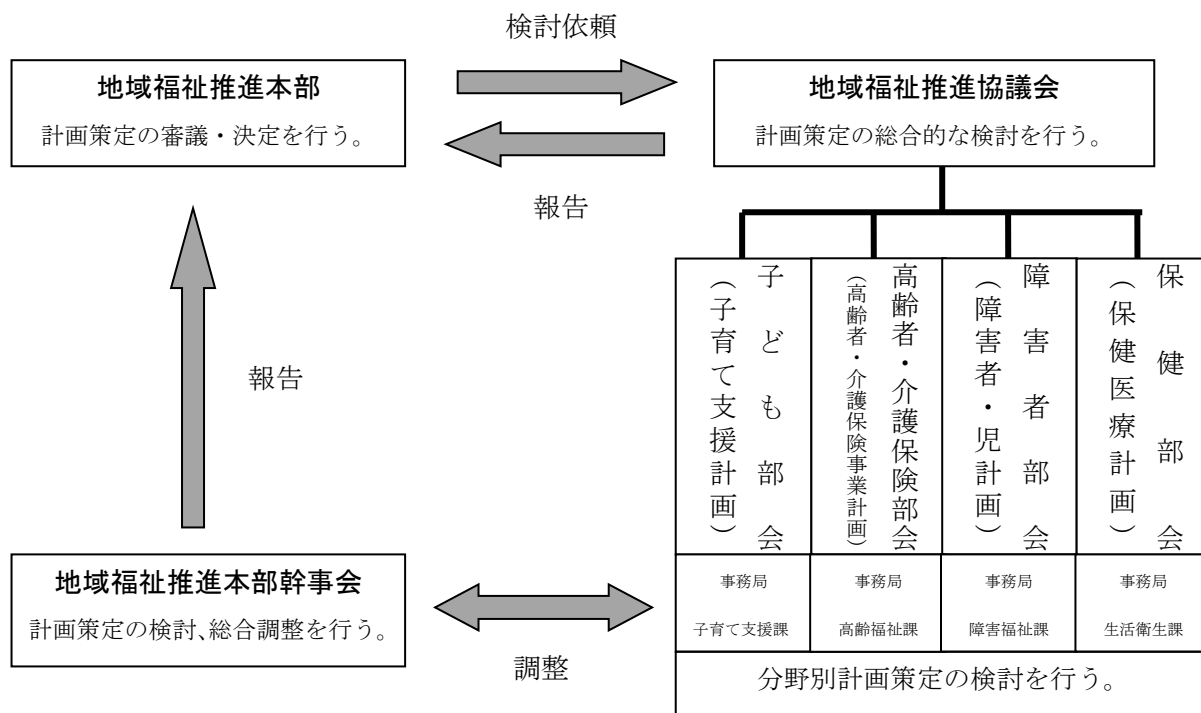 検討依頼
地域福祉推進本部
計画策定の審議・決定を行う。
地域福祉推進協議会
計画策定の総合的な検討を行う。
報告
子ども部会
(子育て支援計画)
高齢者・介護保険部会
(高齢者・介護保険事業計画)
障害者部会
(障害者・児計画)
保健部会
(保健医療計画)
報告
地域福祉推進本部幹事会
計画策定の検討、総合調整を行う。
調整
事務局
子育て支援課
事務局
高齢福祉課
事務局
障害福祉課
事務局
生活衛生課
分野別計画策定の検討を行う。